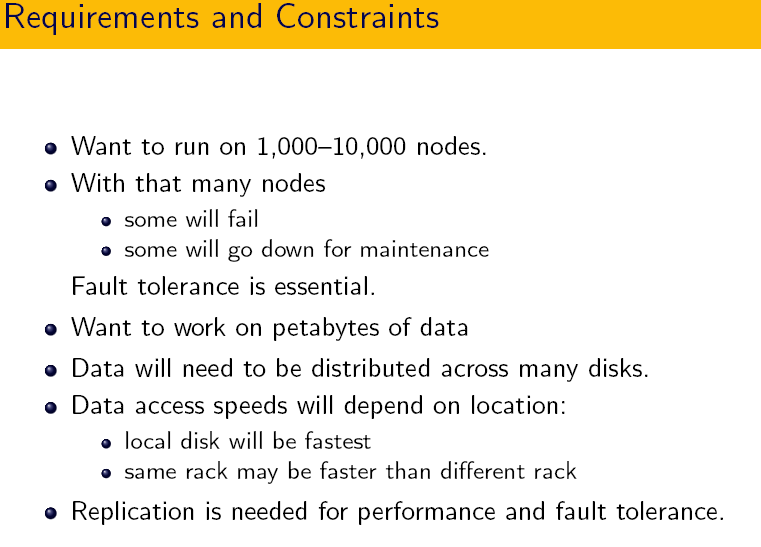 Requirements and Constraints
Want to run on 1,000–10,000 nodes.
With that many nodes
some will fail
some will go down for maintenance
Fault tolerance is essential.
Want to work on petabytes of data
Data will need to be distributed across many disks.
Data access speeds will depend on location:
local disk will be fastest
same rack may be faster than different rack
Replication is needed for performance and fault tolerance.